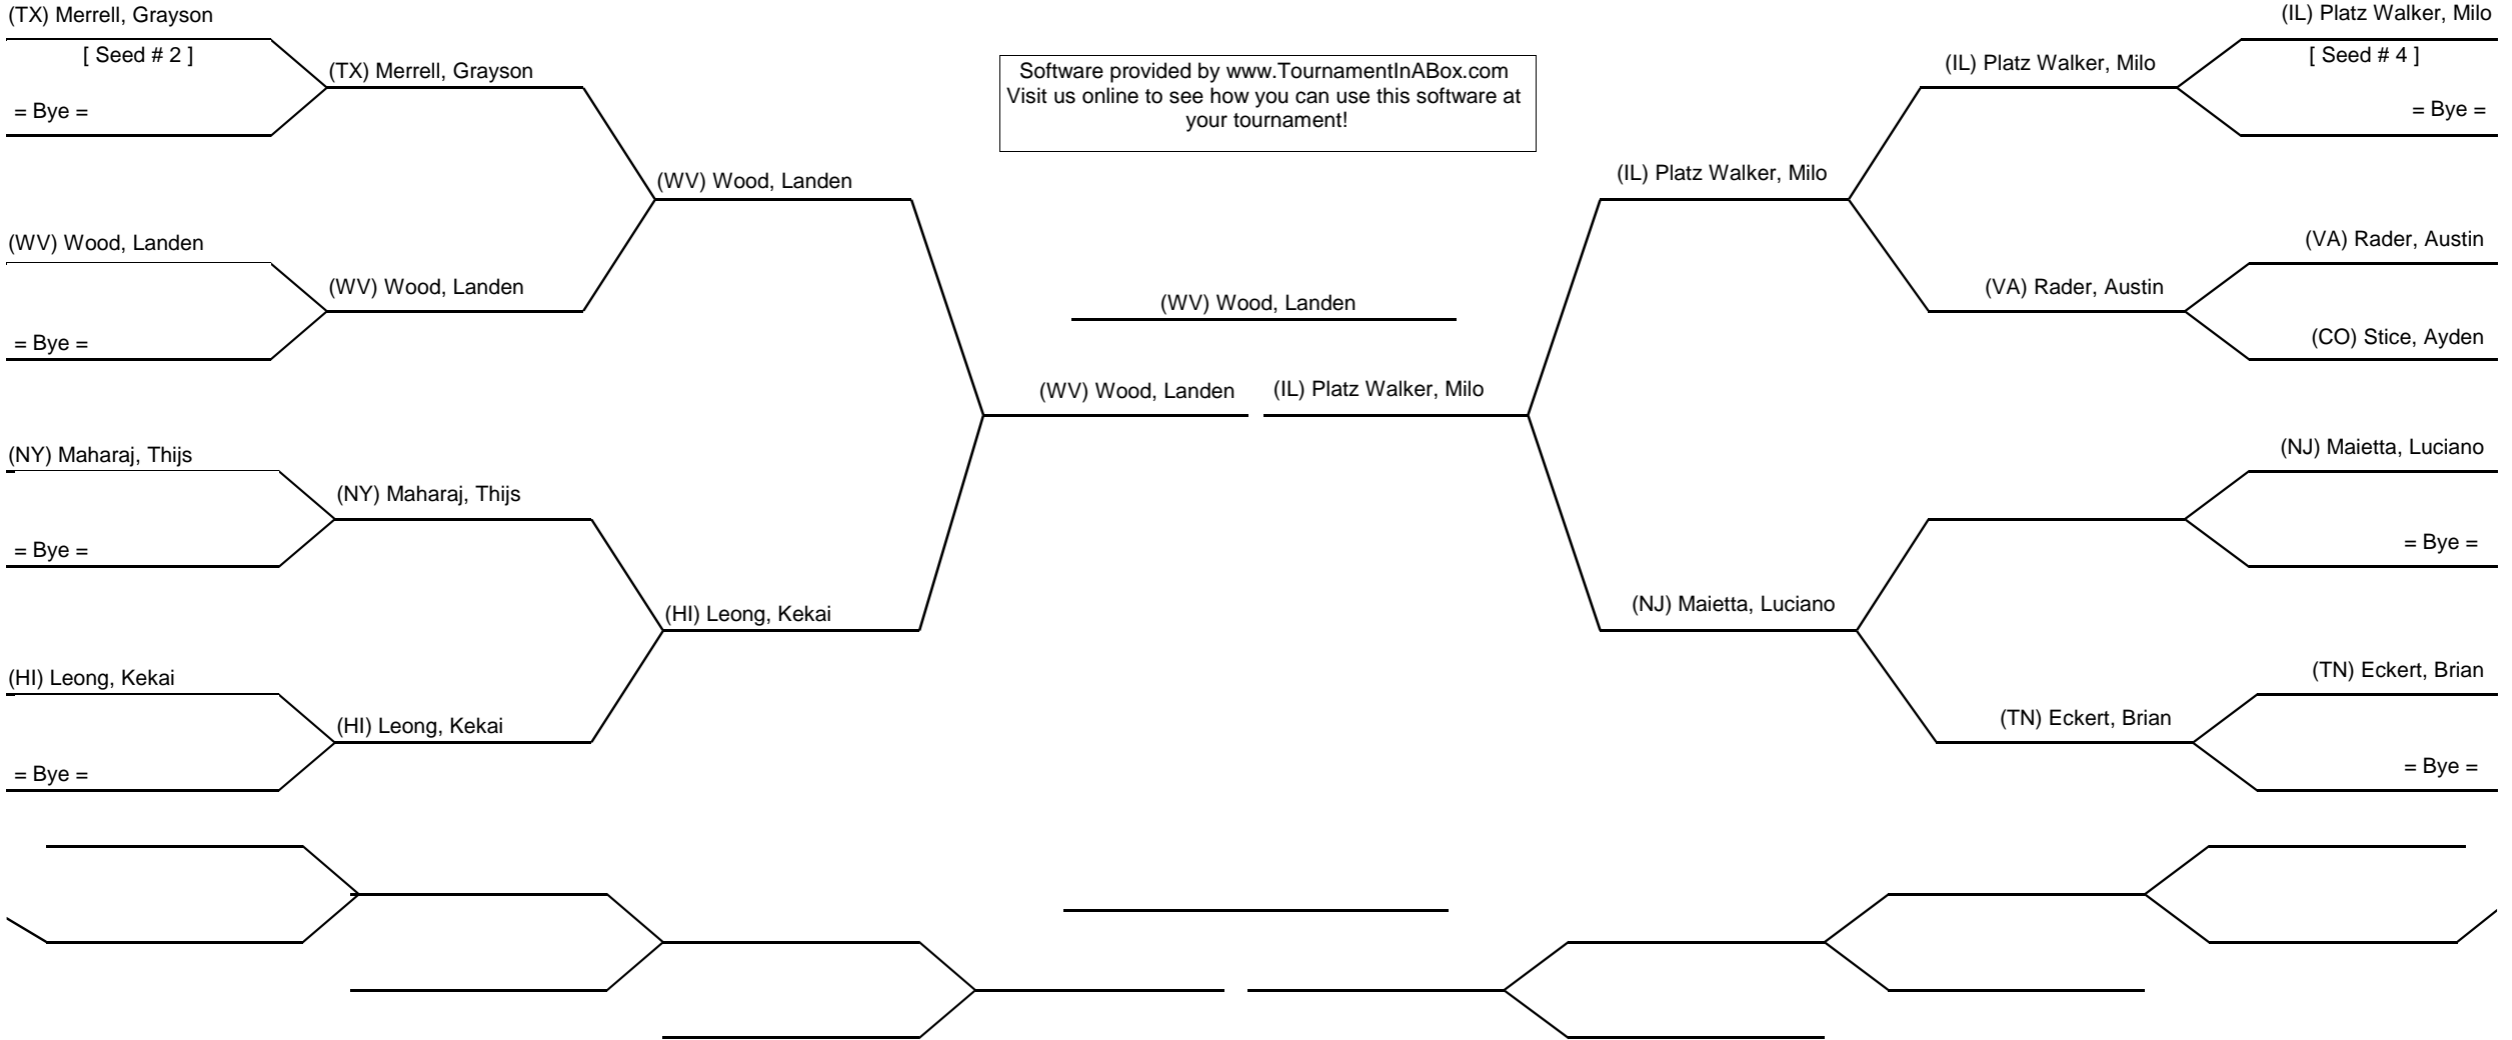 (TX) Merrell, Grayson
[ Seed # 2 ]
= Bye =
(WV) Wood, Landen
= Bye =
(NY) Maharaj, Thijs
= Bye =
(HI) Leong, Kekai
= Bye =
(TX) Merrell, Grayson
(WV) Wood, Landen
(NY) Maharaj, Thijs
(HI) Leong, Kekai
(WV) Wood, Landen
(HI) Leong, Kekai
Software provided by www.TournamentInABox.com
Visit us online to see how you can use this software at
your tournament!
(WV) Wood, Landen
(WV) Wood, Landen
(IL) Platz Walker, Milo
(IL) Platz Walker, Milo
(NJ) Maietta, Luciano
(IL) Platz Walker, Milo
(VA) Rader, Austin
(TN) Eckert, Brian
(IL) Platz Walker, Milo
[ Seed # 4 ]
= Bye =
(VA) Rader, Austin
(CO) Stice, Ayden
(NJ) Maietta, Luciano
= Bye =
(TN) Eckert, Brian
= Bye =